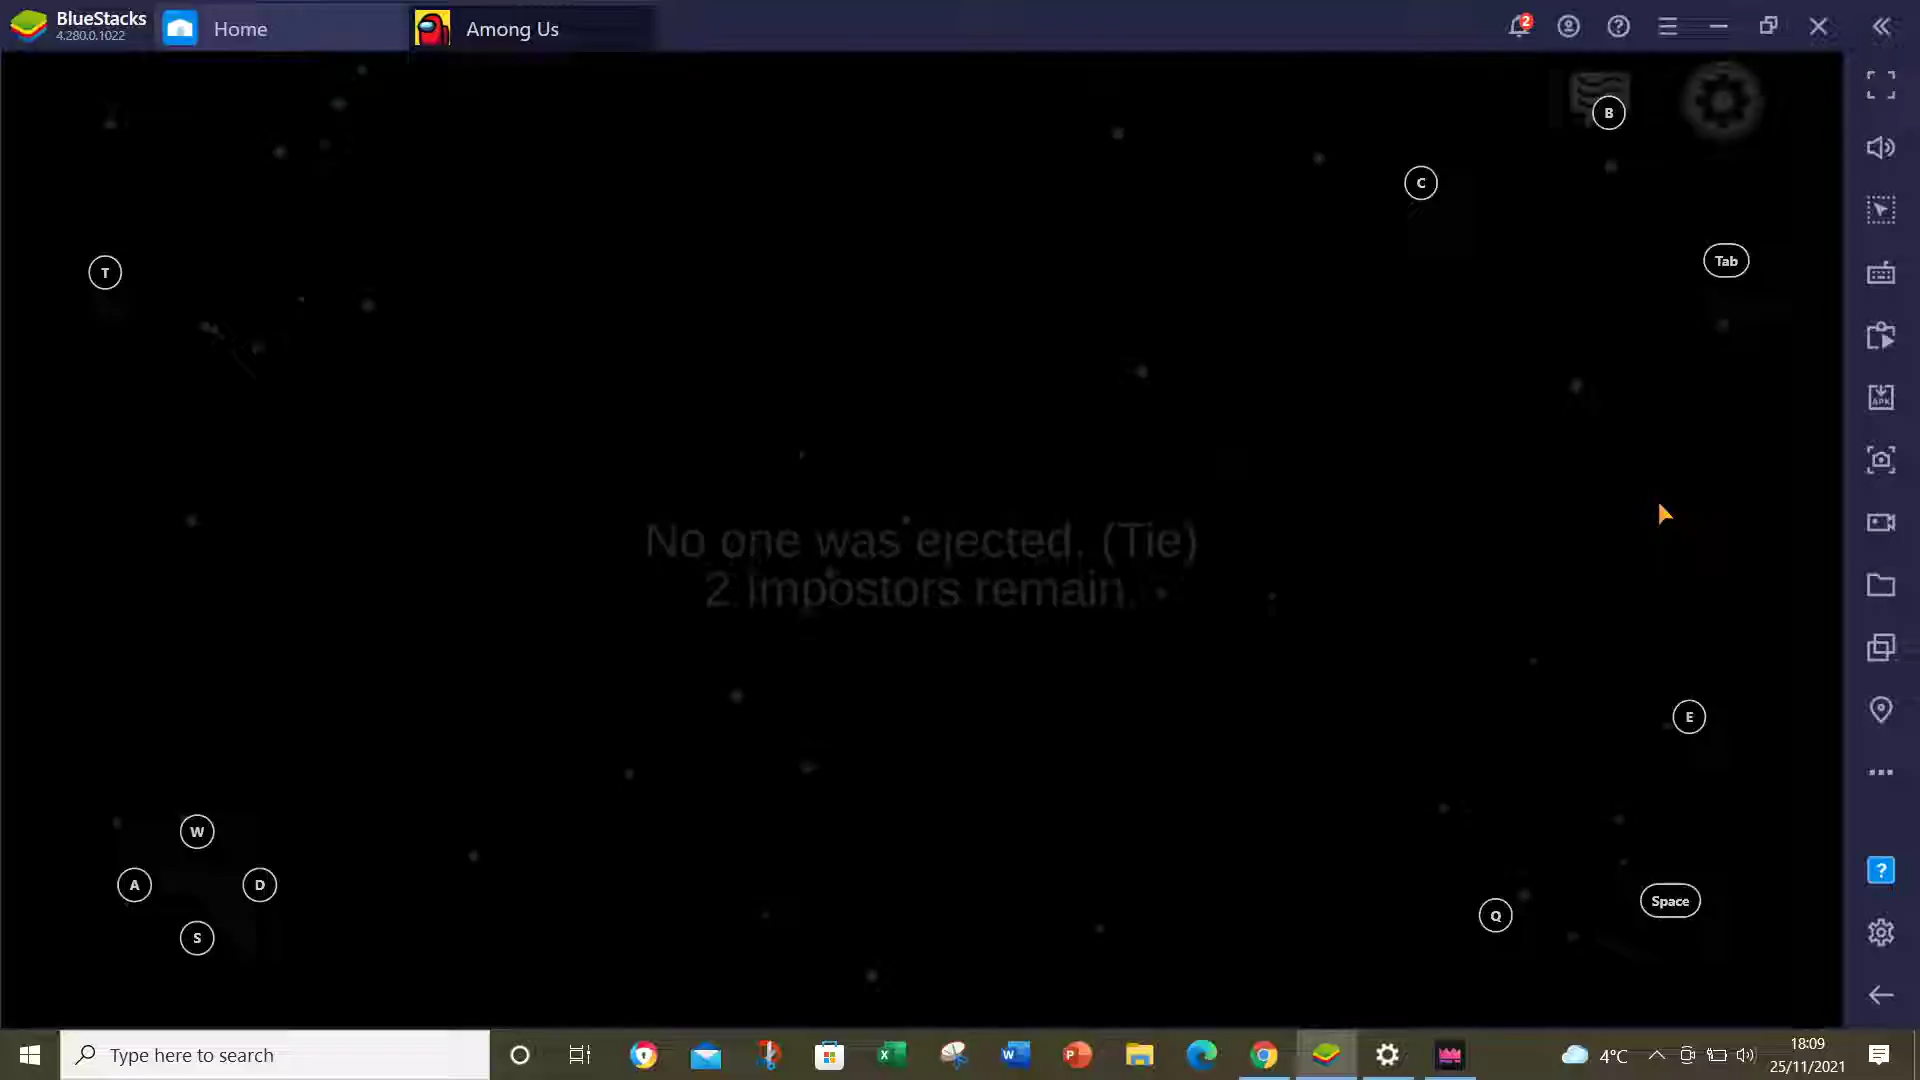 BlueStacks
4.280.0.1022
Home
Among Us
2
B
C
T
Tab
No one was ejected. (Tie)
2 Impostors remain.
APK
E
W
A
D
S
Q
Space
?
Type here to search
4°C
18:09
25/11/2021